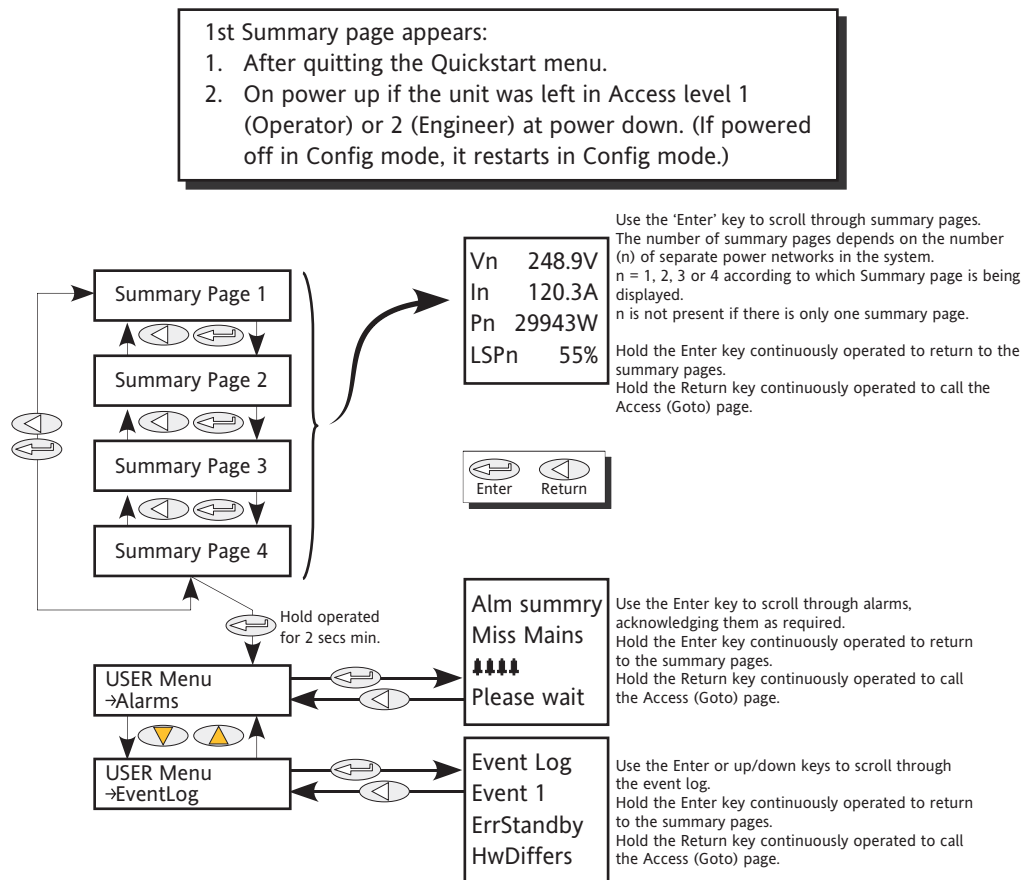 1st Summary page appears:
1. After quitting the Quickstart menu.
2. On power up if the unit was left in Access level 1
(Operator) or 2 (Engineer) at power down. (If powered
off in Config mode, it restarts in Config mode.)
Summary Page 1
Summary Page 2
Summary Page 3
Summary Page 4
Vn 248.9V
In 120.3A
Pn 29943W
LSPn 55%
Use the ‘Enter’ key to scroll through summary pages.
The number of summary pages depends on the number
(n) of separate power networks in the system.
n = 1, 2, 3 or 4 according to which Summary page is being
displayed.
n is not present if there is only one summary page.
Hold the Enter key continuously operated to return to the
summary pages.
Hold the Return key continuously operated to call the
Access (Goto) page.
Enter Return
Hold operated
for 2 secs min.
USER Menu
→Alarms
Alm summry
Miss Mains
Please wait
Use the Enter key to scroll through alarms,
acknowledging them as required.
Hold the Enter key continuously operated to return
to the summary pages.
Hold the Return key continuously operated to call
the Access (Goto) page.
USER Menu
→EventLog
Event Log
Event 1
ErrStandby
HwDiffers
Use the Enter or up/down keys to scroll through
the event log.
Hold the Enter key continuously operated to return
to the summary pages.
Hold the Return key continuously operated to call
the Access (Goto) page.